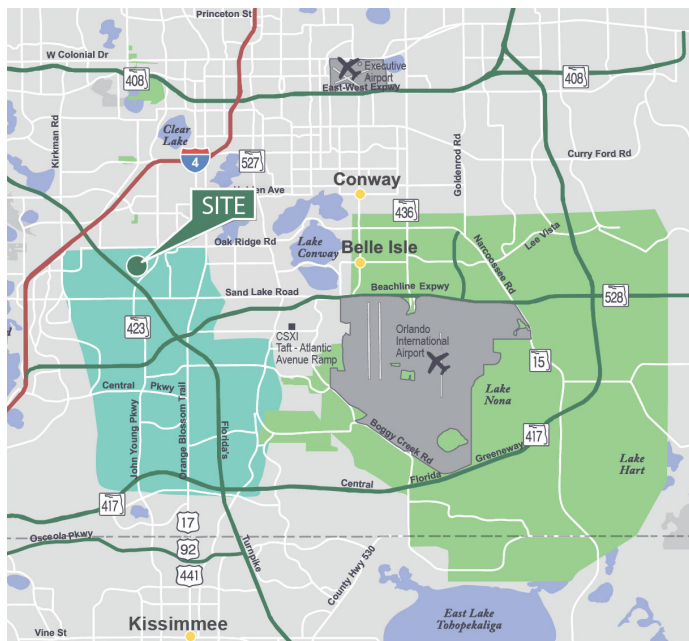 Princeton St
W Colonial Dr
408
Executive
Airport
East-West Expwy
408
Kirkman Rd
Clear
Lake
4
527
Goldenrod Rd
Curry Ford Rd
Conway
SITE
436
Oak Ridge Rd
Lake
Conway
Belle Isle
Narcoossee Rd
Lee Vista
Sand Lake Road
Beachline Expwy
528
423
CSXI
Taft - Atlantic
Avenue Ramp
Orlando
International
Airport
15
Central Pkwy
John Young Pkwy
Orange Blossom Trail
Florida's
Lake
Nona
Boggy Creek Rd
417
Greeneway
Lake
Hart
Central Florida
417
17
Osceola Pkwy
92
Turnpike
441
County Hwy 530
East Lake
Tohopekaliga
Kissimmee
Vine St